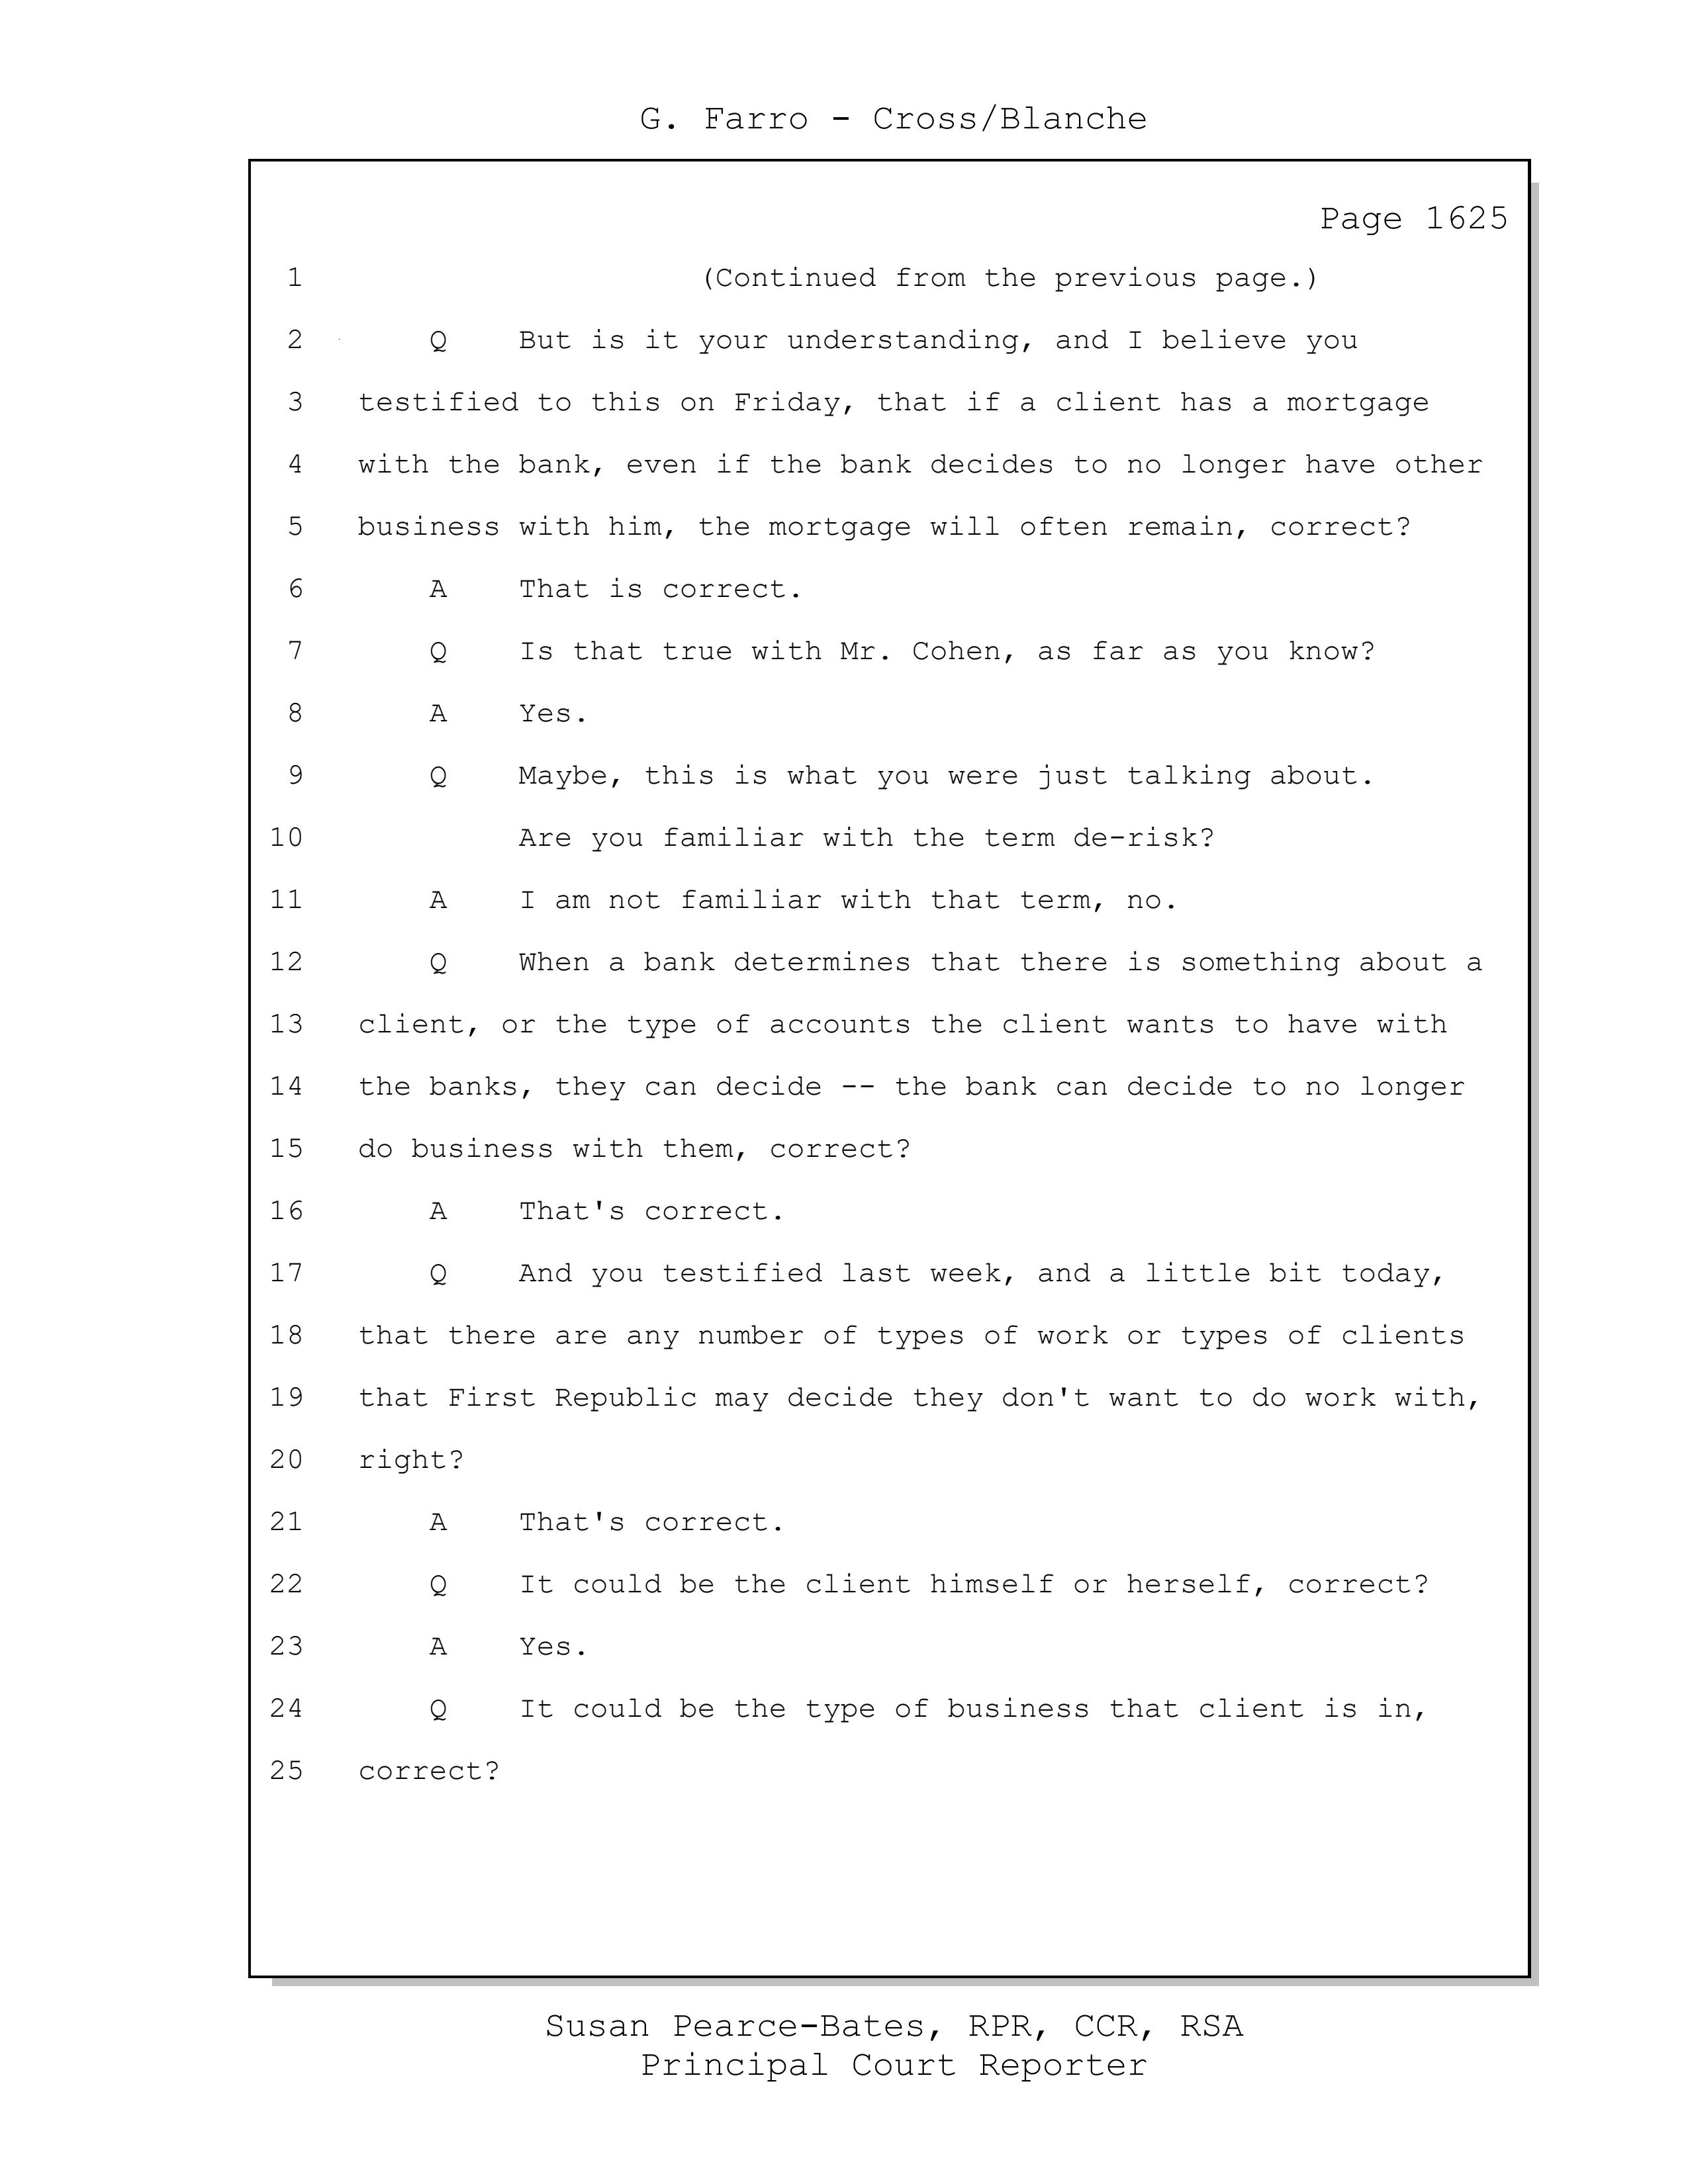 G. Farro - Cross/Blanche
Page 1625
1 (Continued from the previous page.)
2 Q But is it your understanding, and I believe you
3 testified to this on Friday, that if a client has a mortgage
4 with the bank, even if the bank decides to no longer have other
5 business with him, the mortgage will often remain, correct?
6 A That is correct.
7 Q Is that true with Mr. Cohen, as far as you know?
8 A Yes.
9 Q Maybe, this is what you were just talking about.
10 Are you familiar with the term de-risk?
11 A I am not familiar with that term, no.
12 Q When a bank determines that there is something about a
13 client, or the type of accounts the client wants to have with
14 the banks, they can decide -- the bank can decide to no longer
15 do business with them, correct?
16 A That's correct.
17 Q And you testified last week, and a little bit today,
18 that there are any number of types of work or types of clients
19 that First Republic may decide they don't want to do work with,
20 right?
21 A That's correct.
22 Q It could be the client himself or herself, correct?
23 A Yes.
24 Q It could be the type of business that client is in,
25 correct?
Susan Pearce-Bates, RPR, CCR, RSA
Principal Court Reporter